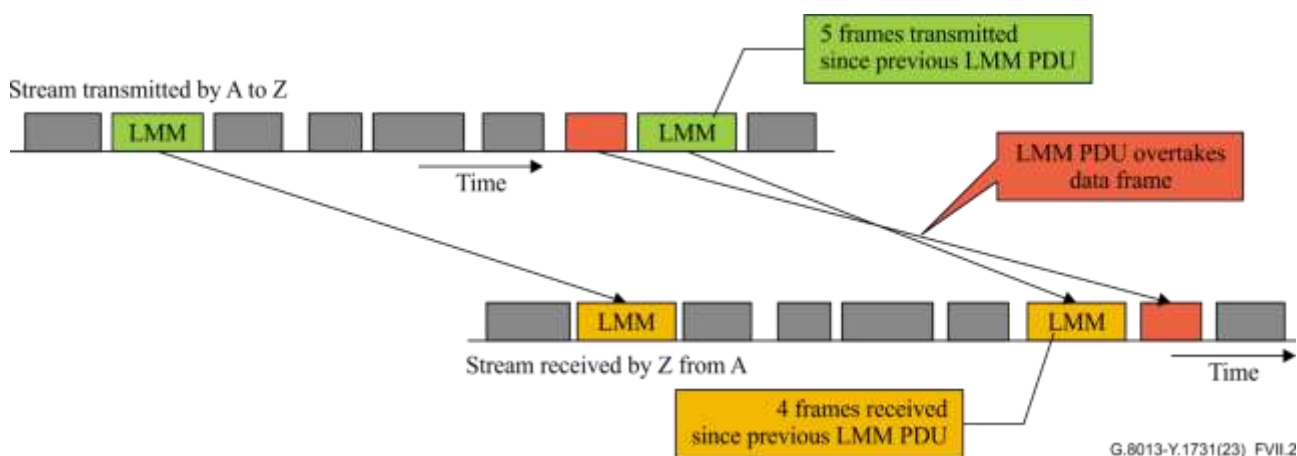 5 frames transmitted
since previous LMM PDU
Stream transmitted by A to Z
LMM
LMM
LMM PDU overtakes
data frame
Time
LMM
LMM
Stream received by Z from A
Time
4 frames received
since previous LMM PDU
G.8013-Y.1731(23)_FVII.2